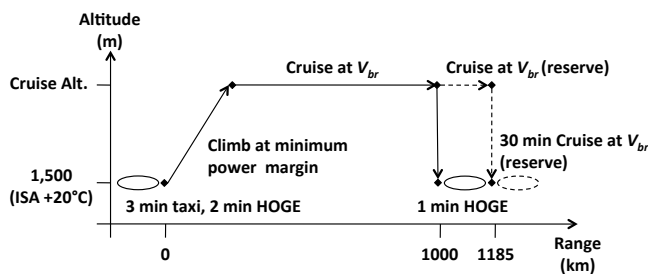 Altitude
(m)
Cruise Alt.
Cruise at V_br
Cruise at V_br (reserve)
Climb at minimum
power margin
30 min Cruise at V_br
(reserve)
1,500
(ISA +20°C)
3 min taxi, 2 min HOGE
1 min HOGE
0
1000
1185
Range
(km)